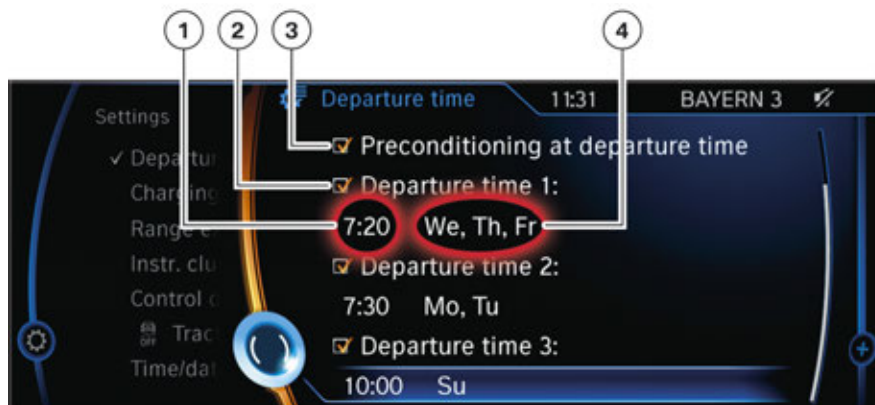 1 2 3 4
Departure time 11:31 BAYERN 3
Settings
Departur
Charging
Range
Instr. clu
Control
OFF Trac
Time/dat
Preconditioning at departure time
Departure time 1:
7:20 We, Th, Fr
Departure time 2:
7:30 Mo, Tu
Departure time 3:
10:00 Su